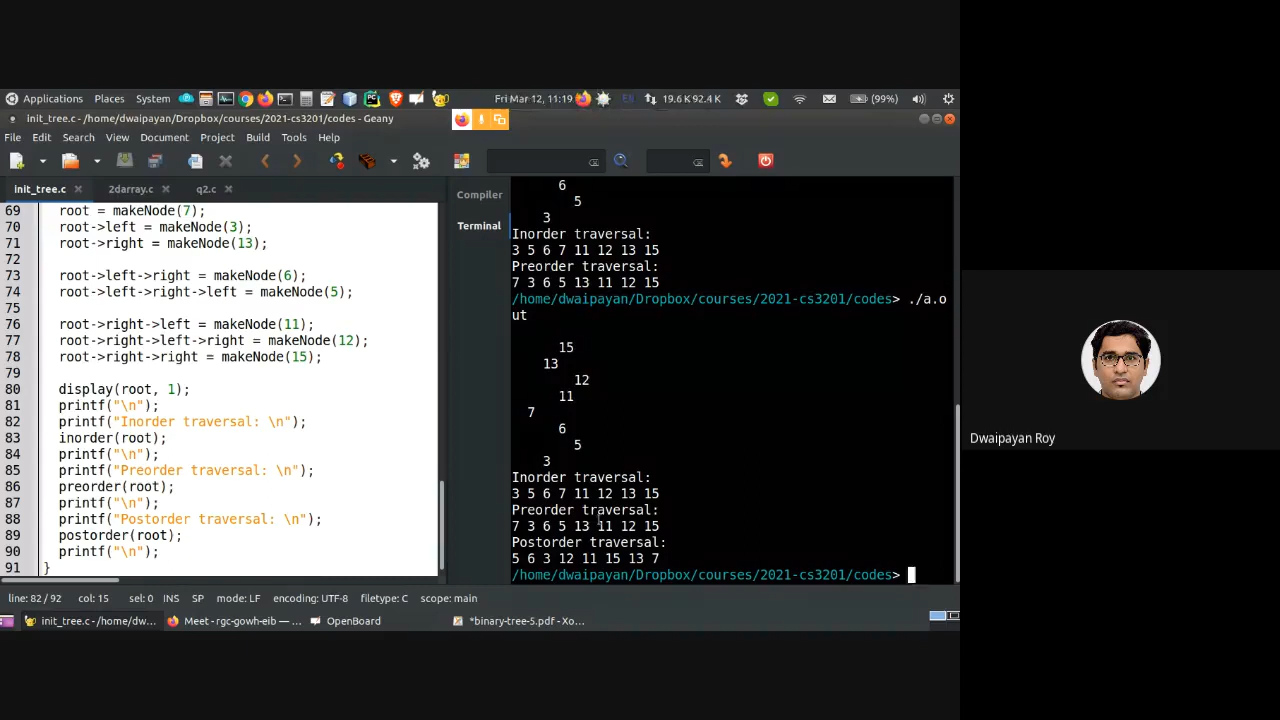 Applications Places System Fri Mar 12, 11:19 EN 19.6 K 92.4 K (99%)
init_tree.c - /home/dwaipayan/Dropbox/courses/2021-cs3201/codes - Geany
File Edit Search View Document Project Build Tools Help
init_tree.c 2darray.c q2.c
69 root = makeNode(7);
70 root->left = makeNode(3);
71 root->right = makeNode(13);
72
73 root->left->right = makeNode(6);
74 root->left->right->left = makeNode(5);
75
76 root->right->left = makeNode(11);
77 root->right->left->right = makeNode(12);
78 root->right->right = makeNode(15);
79
80 display(root, 1);
81 printf("\n");
82 printf("Inorder traversal: \n");
83 inorder(root);
84 printf("\n");
85 printf("Preorder traversal: \n");
86 preorder(root);
87 printf("\n");
88 printf("Postorder traversal: \n");
89 postorder(root);
90 printf("\n");
91 }
Compiler
Terminal
6
5
3
Inorder traversal:
3 5 6 7 11 12 13 15
Preorder traversal:
7 3 6 5 13 11 12 15
/home/dwaipayan/Dropbox/courses/2021-cs3201/codes> ./a.o
ut
15
13
12
11
7
6
5
3
Inorder traversal:
3 5 6 7 11 12 13 15
Preorder traversal:
7 3 6 5 13 11 12 15
Postorder traversal:
5 6 3 12 11 15 13 7
/home/dwaipayan/Dropbox/courses/2021-cs3201/codes>
line: 82 / 92 col: 15 sel: 0 INS SP mode: LF encoding: UTF-8 filetype: C scope: main
init_tree.c - /home/dw... Meet - rgc-gowh-eib — ... OpenBoard *binary-tree-5.pdf - Xo...
Dwaipayan Roy